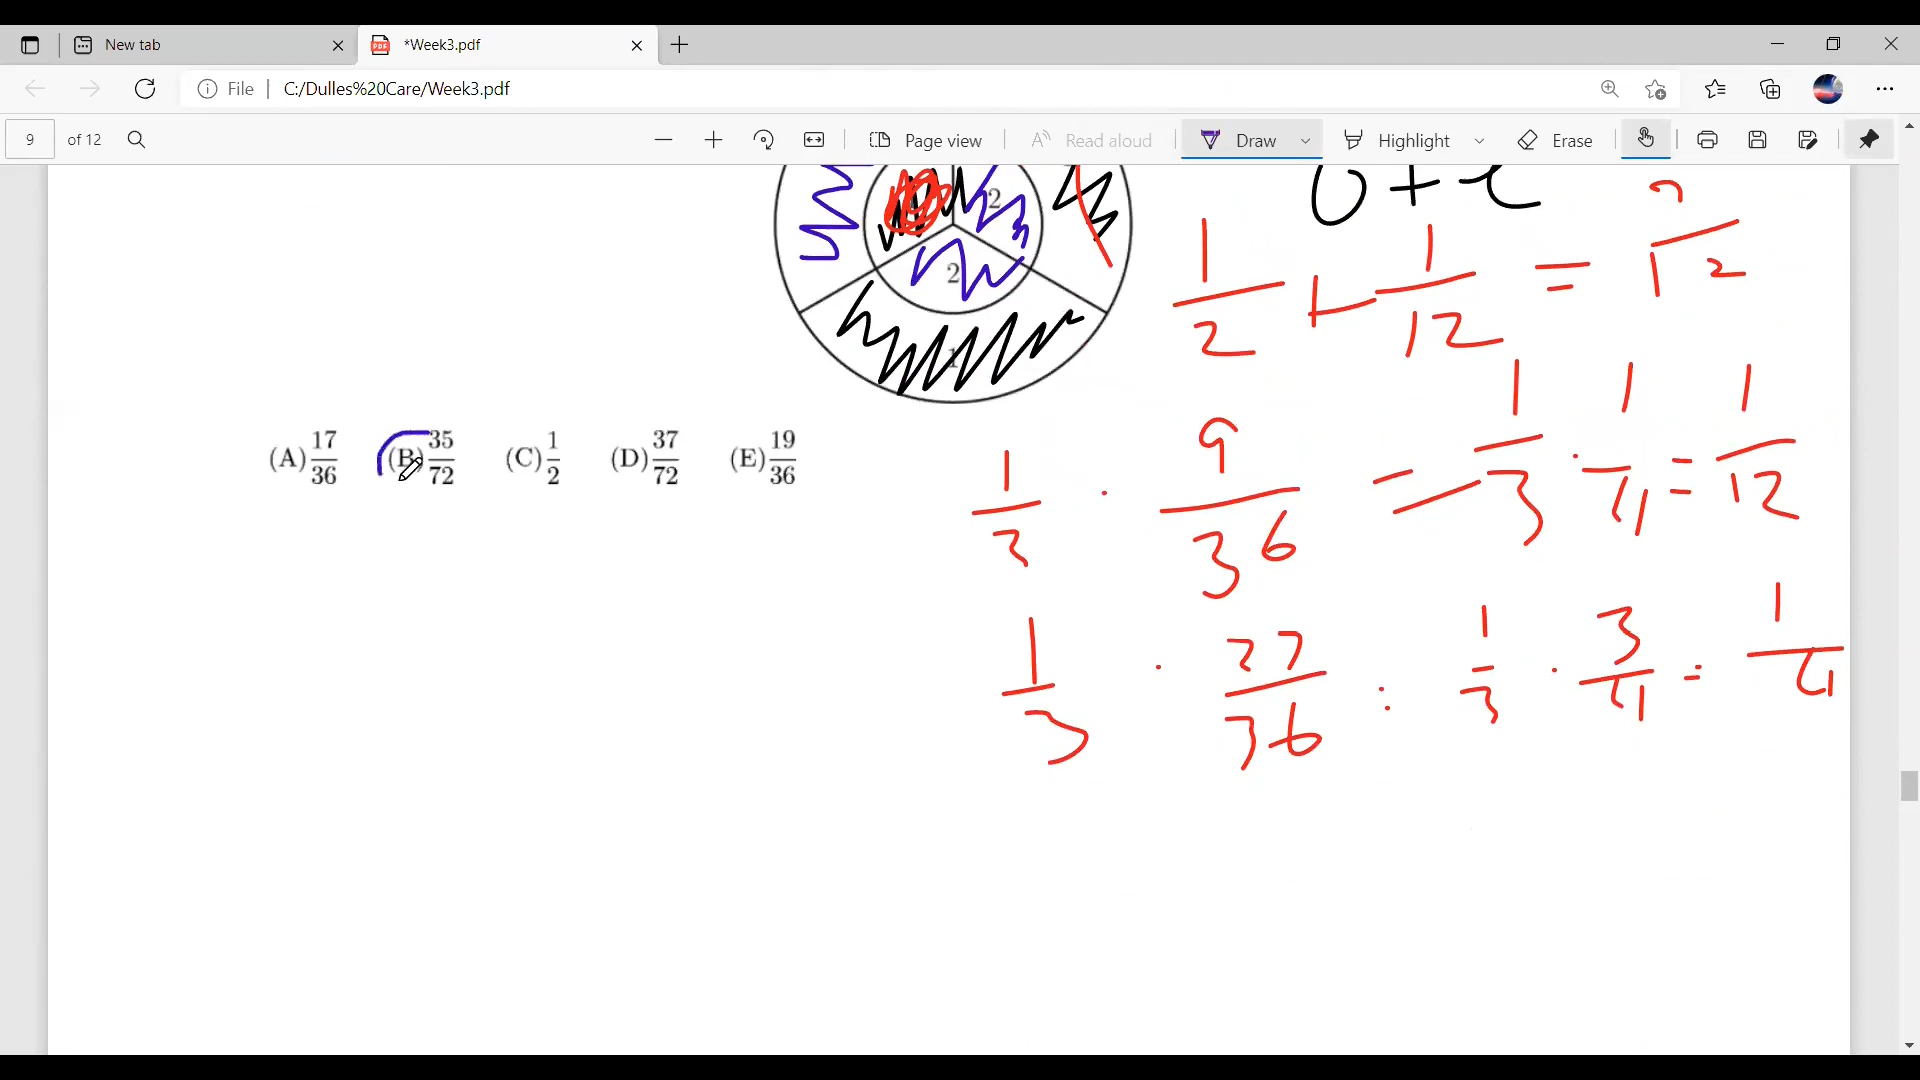 New tab
*Week3.pdf
File | C:/Dulles%20Care/Week3.pdf
9 of 12 Page view Read aloud Draw Highlight Erase
2
2
1
0 + e
1/2 + 1/12 = 7/12
(A) 17/36 (B) 35/72 (C) 1/2 (D) 37/72 (E) 19/36
1/3 · 9/36 = 1/3 · 1/4 = 1/12
1/3 · 27/36 : 1/3 · 3/4 = 1/4